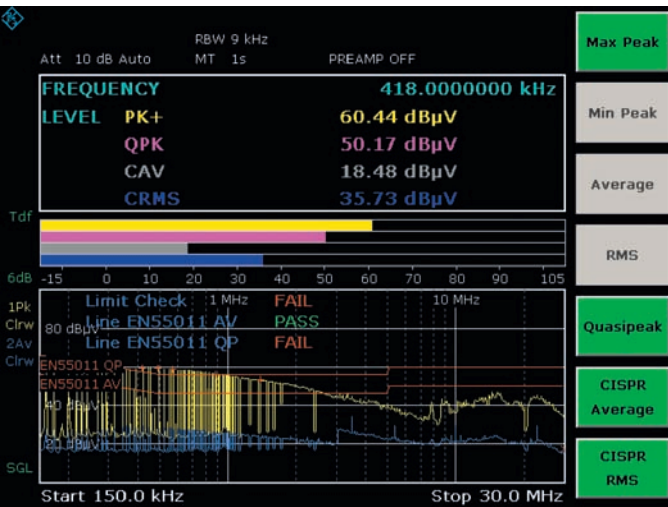 RBW 9 kHz
Att 10 dB Auto MT 1s PREAMP OFF
FREQUENCY 418.0000000 kHz
LEVEL PK+ 60.44 dBµV
QPK 50.17 dBµV
CAV 18.48 dBµV
CRMS 35.73 dBµV
Tdf
6dB -15 0 10 20 30 40 50 60 70 80 90 105
1Pk
Clrw
2Av
Clrw
SGL
Limit Check 1 MHz FAIL 10 MHz
80 dBµV Line EN55011 AV PASS
Line EN55011 QP FAIL
EN55011 QP
EN55011 AV
40 dBµV
20 dBµV
Start 150.0 kHz Stop 30.0 MHz
Max Peak
Min Peak
Average
RMS
Quasipeak
CISPR
Average
CISPR
RMS